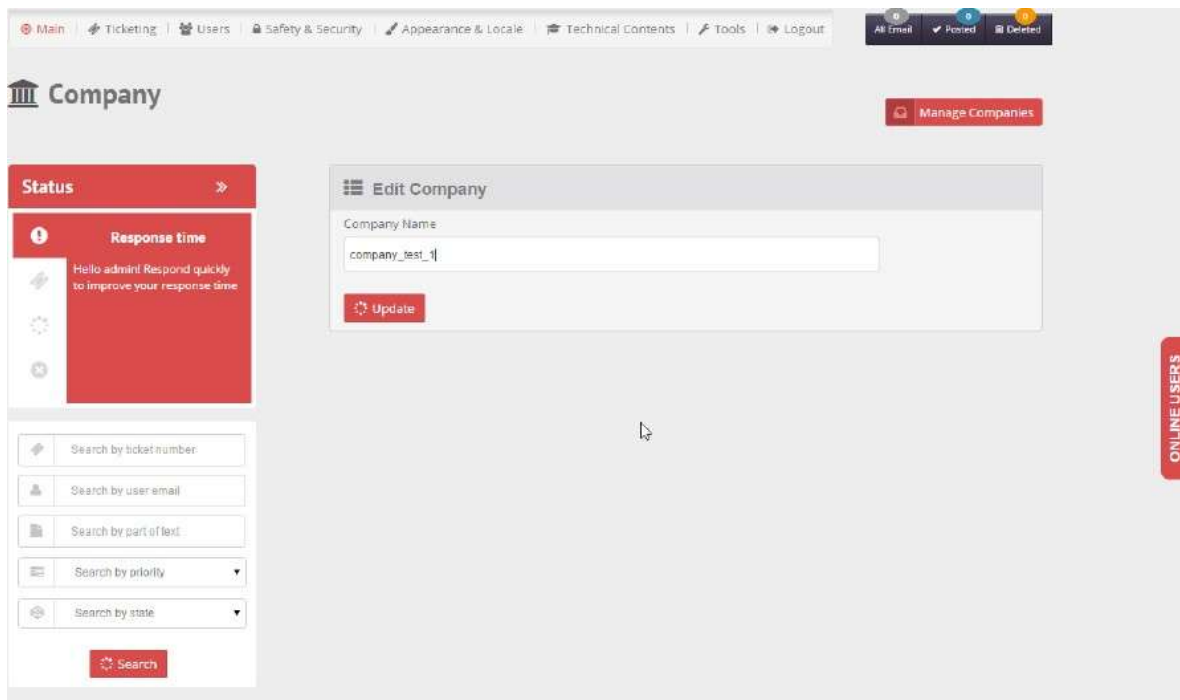 Main Ticketing Users Safety & Security Appearance & Locale Technical Contents Tools Logout
0 0 0
All Email Posted Deleted
Company
Manage Companies
Status
Edit Company
Company Name
company_test_1
Update
Response time
Hello admin! Respond quickly
to improve your response time
ONLINE USERS
Search by ticket number
Search by user email
Search by part of text
Search by priority
Search by state
Search